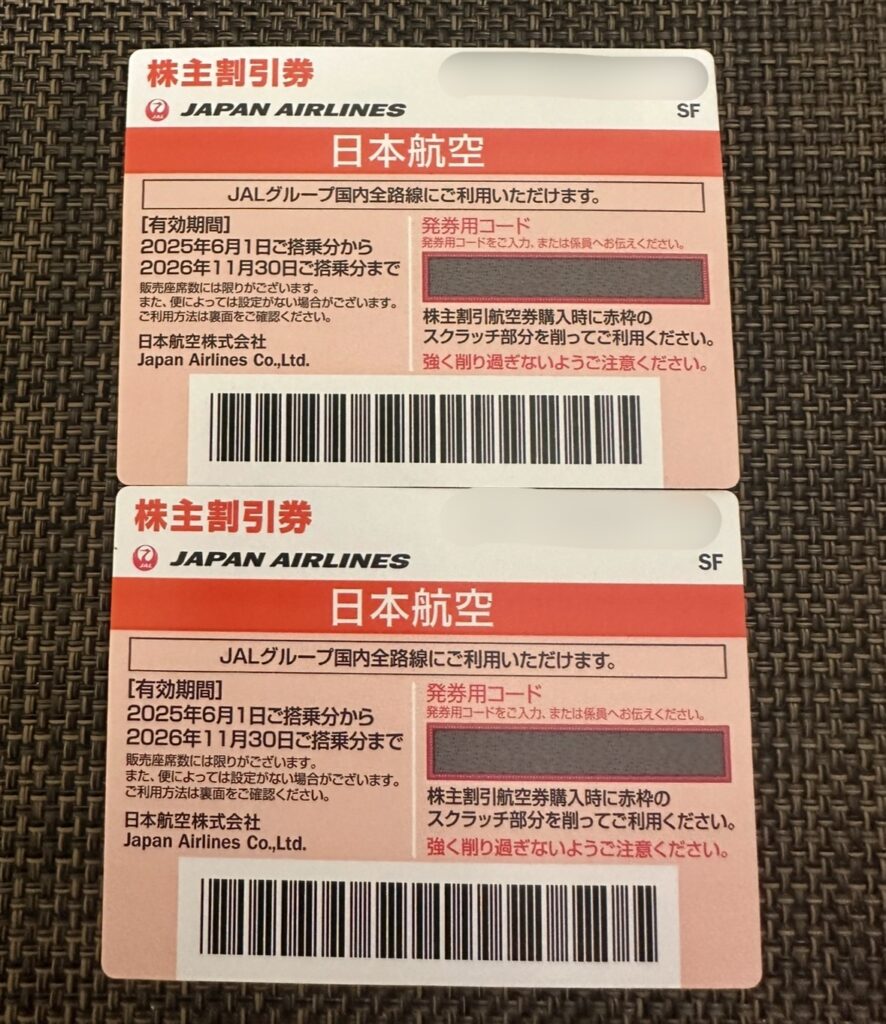 株主割引券
JAL
JAPAN AIRLINES
SF
日本航空
JALグループ国内全路線にご利用いただけます。
[有効期間]
2025年6月1日ご搭乗分から
2026年11月30日ご搭乗分まで
販売座席数には限りがございます。
また、便によっては設定がない場合がございます。
ご利用方法は裏面をご確認ください。
日本航空株式会社
Japan Airlines Co.,Ltd.
発券用コード
発券用コードをご入力、または係員へお伝えください。
株主割引航空券購入時に赤枠の
スクラッチ部分を削ってご利用ください。
強く削り過ぎないようご注意ください。
株主割引券
JAL
JAPAN AIRLINES
SF
日本航空
JALグループ国内全路線にご利用いただけます。
[有効期間]
2025年6月1日ご搭乗分から
2026年11月30日ご搭乗分まで
販売座席数には限りがございます。
また、便によっては設定がない場合がございます。
ご利用方法は裏面をご確認ください。
日本航空株式会社
Japan Airlines Co.,Ltd.
発券用コード
発券用コードをご入力、または係員へお伝えください。
株主割引航空券購入時に赤枠の
スクラッチ部分を削ってご利用ください。
強く削り過ぎないようご注意ください。